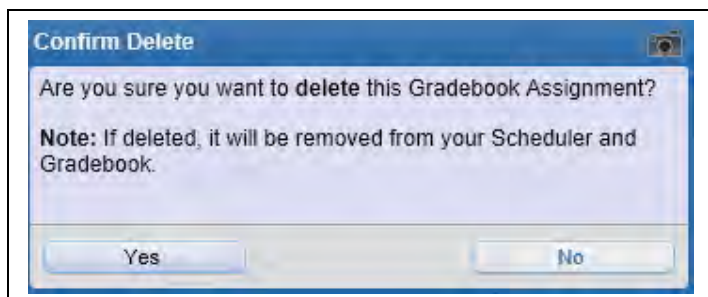 Confirm Delete
Are you sure you want to delete this Gradebook Assignment?
Note: If deleted, it will be removed from your Scheduler and
Gradebook.
Yes
No